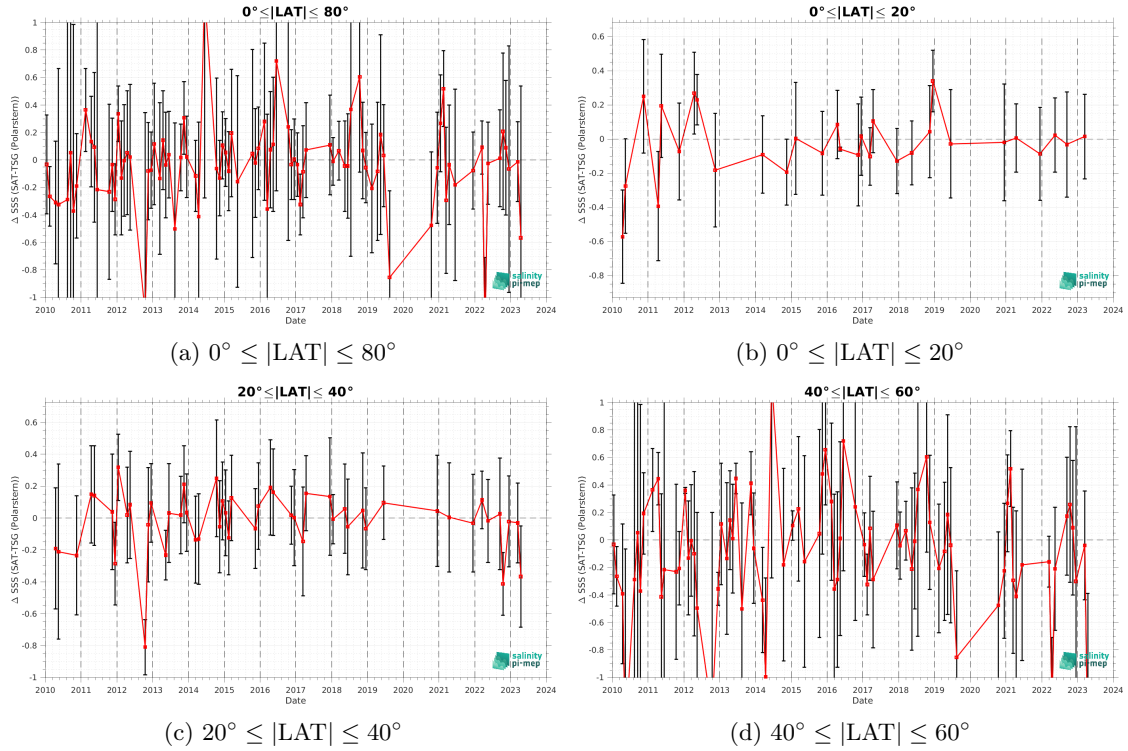 0°≤|LAT|≤ 80°
Δ SSS (SAT-TSG (Polarstern))
1
0.8
0.6
0.4
0.2
0
-0.2
-0.4
-0.6
-0.8
-1
2010 2011 2012 2013 2014 2015 2016 2017 2018 2019 2020 2021 2022 2023 2024
Date
salinity
pi-mep
(a) 0° ≤ |LAT| ≤ 80°
0°≤|LAT|≤ 20°
Δ SSS (SAT-TSG (Polarstern))
0.6
0.4
0.2
0
-0.2
-0.4
-0.6
-0.8
2010 2011 2012 2013 2014 2015 2016 2017 2018 2019 2020 2021 2022 2023 2024
Date
salinity
pi-mep
(b) 0° ≤ |LAT| ≤ 20°
20°≤|LAT|≤ 40°
Δ SSS (SAT-TSG (Polarstern))
0.6
0.4
0.2
0
-0.2
-0.4
-0.6
-0.8
-1
2010 2011 2012 2013 2014 2015 2016 2017 2018 2019 2020 2021 2022 2023 2024
Date
salinity
pi-mep
(c) 20° ≤ |LAT| ≤ 40°
40°≤|LAT|≤ 60°
Δ SSS (SAT-TSG (Polarstern))
1
0.8
0.6
0.4
0.2
0
-0.2
-0.4
-0.6
-0.8
-1
2010 2011 2012 2013 2014 2015 2016 2017 2018 2019 2020 2021 2022 2023 2024
Date
salinity
pi-mep
(d) 40° ≤ |LAT| ≤ 60°